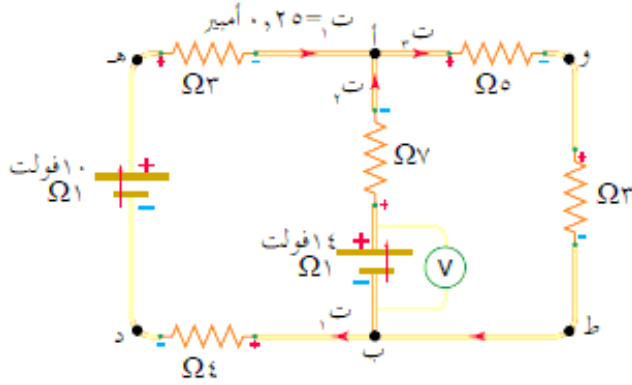 ت١=٠,٢٥ أمبير
أ
ت٣
و
هـ
+ - + -
Ω٣
Ω٥
ت٢
-
Ω٧
+
١٠فولت
Ω١
+
-
+
-
Ω٣
+
١٤فولت
Ω١
-
V
ت١
د
ب
ط
- +
Ω٤